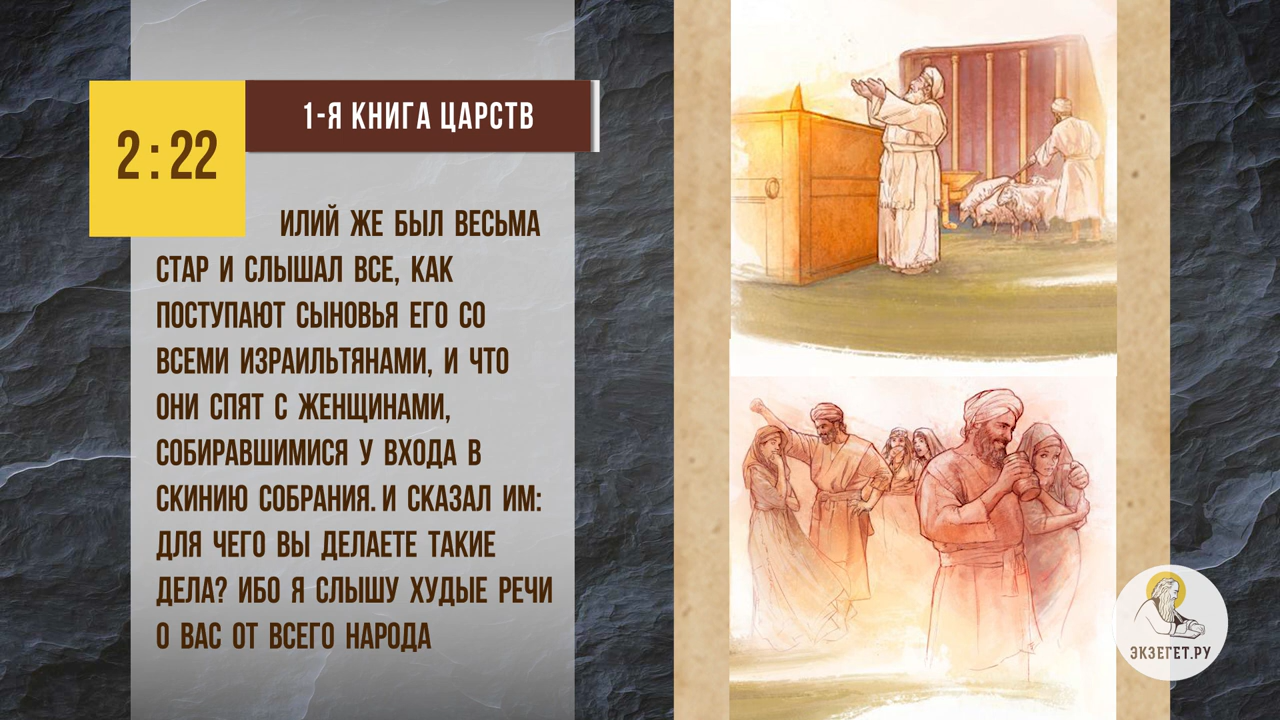 2:22
1-Я КНИГА ЦАРСТВ
ИЛИЙ ЖЕ БЫЛ ВЕСЬМА
СТАР И СЛЫШАЛ ВСЕ, КАК
ПОСТУПАЮТ СЫНОВЬЯ ЕГО СО
ВСЕМИ ИЗРАИЛЬТЯНАМИ, И ЧТО
ОНИ СПЯТ С ЖЕНЩИНАМИ,
СОБИРАВШИМИСЯ У ВХОДА В
СКИНИЮ СОБРАНИЯ. И СКАЗАЛ ИМ:
ДЛЯ ЧЕГО ВЫ ДЕЛАЕТЕ ТАКИЕ
ДЕЛА? ИБО Я СЛЫШУ ХУДЫЕ РЕЧИ
О ВАС ОТ ВСЕГО НАРОДА
ЭКЗЕГЕТ.РУ